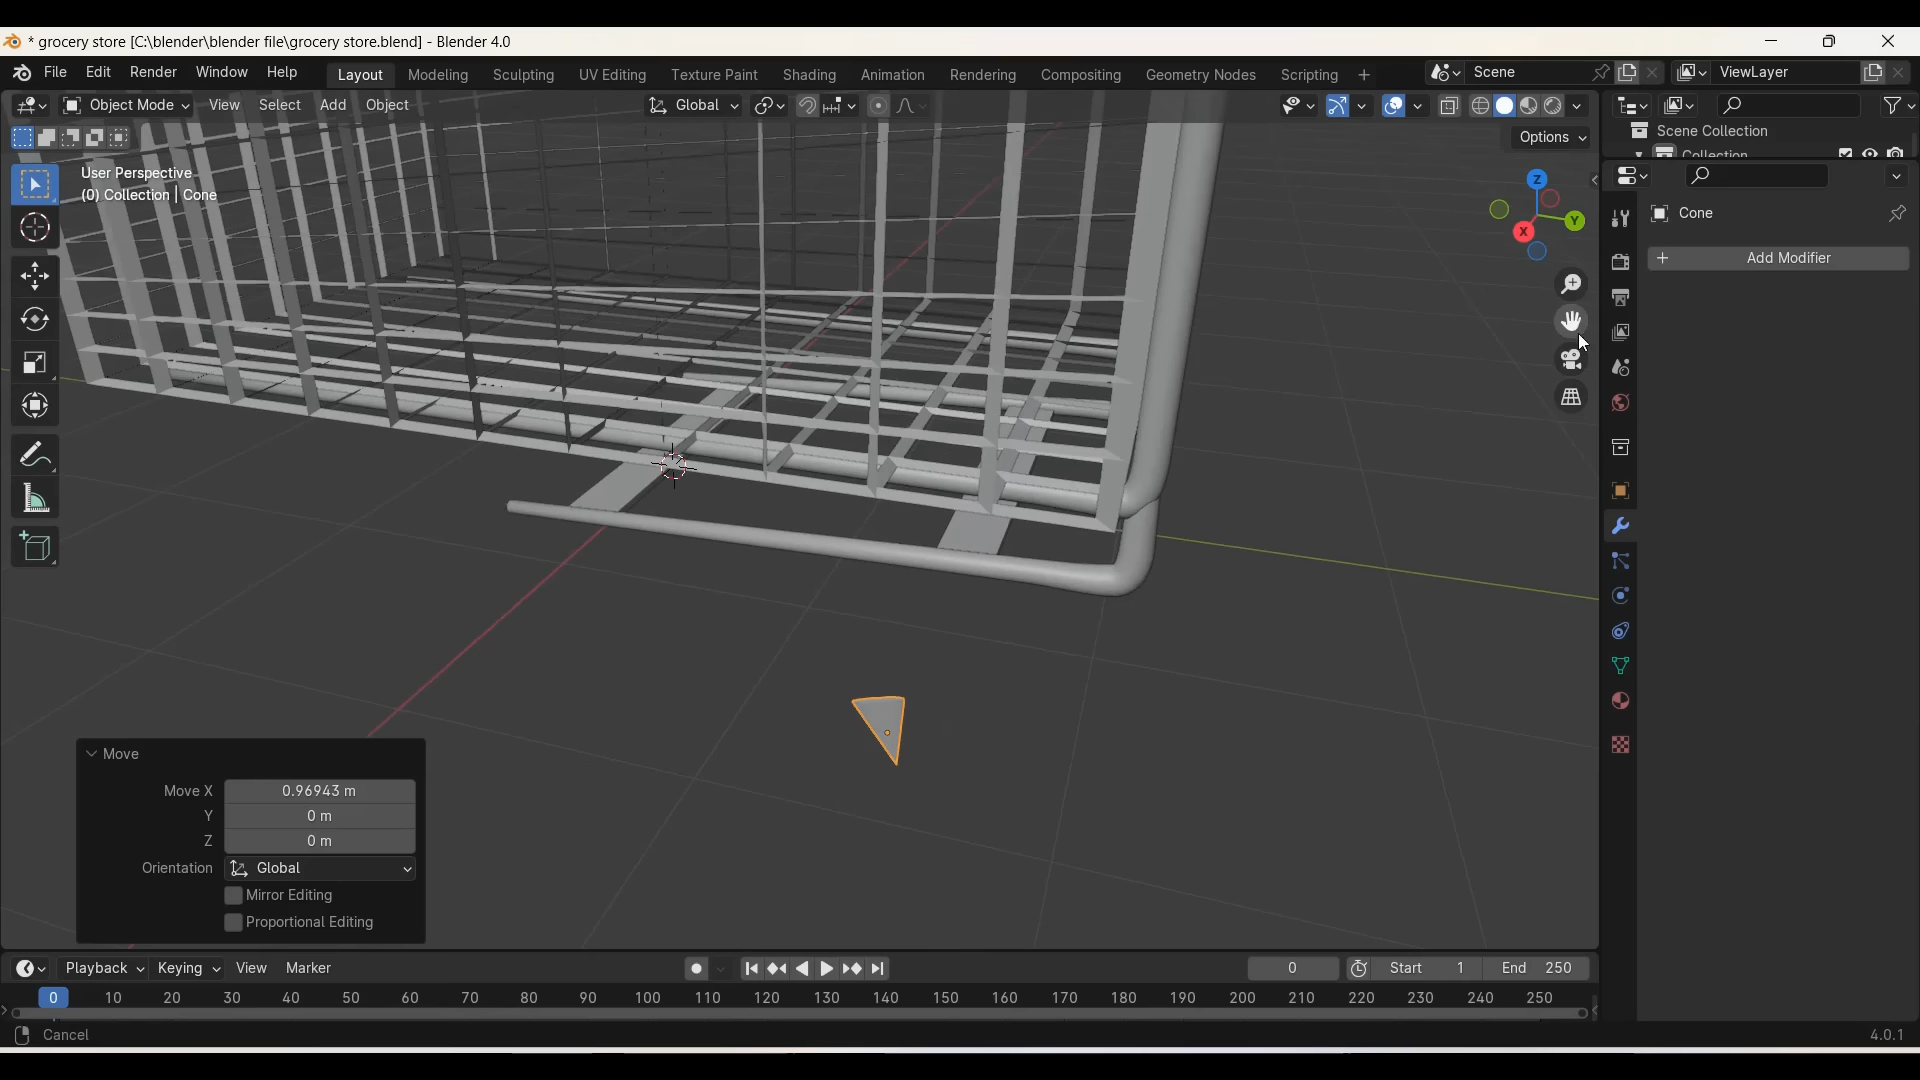 * grocery store [C:\blender\blender file\grocery store.blend] - Blender 4.0
File Edit Render Window Help
Layout Modeling Sculpting UV Editing Texture Paint Shading Animation Rendering Compositing Geometry Nodes Scripting +
Scene
ViewLayer
Object Mode View Select Add Object
Global
Options
User Perspective
(0) Collection | Cone
Z
Y
X
Scene Collection
Collection
Cone
+ Add Modifier
Move
Move X 0.96943 m
Y 0 m
Z 0 m
Orientation Global
Mirror Editing
Proportional Editing
Playback Keying View Marker
0
Start 1
End 250
0 10 20 30 40 50 60 70 80 90 100 110 120 130 140 150 160 170 180 190 200 210 220 230 240 250
Cancel
4.0.1